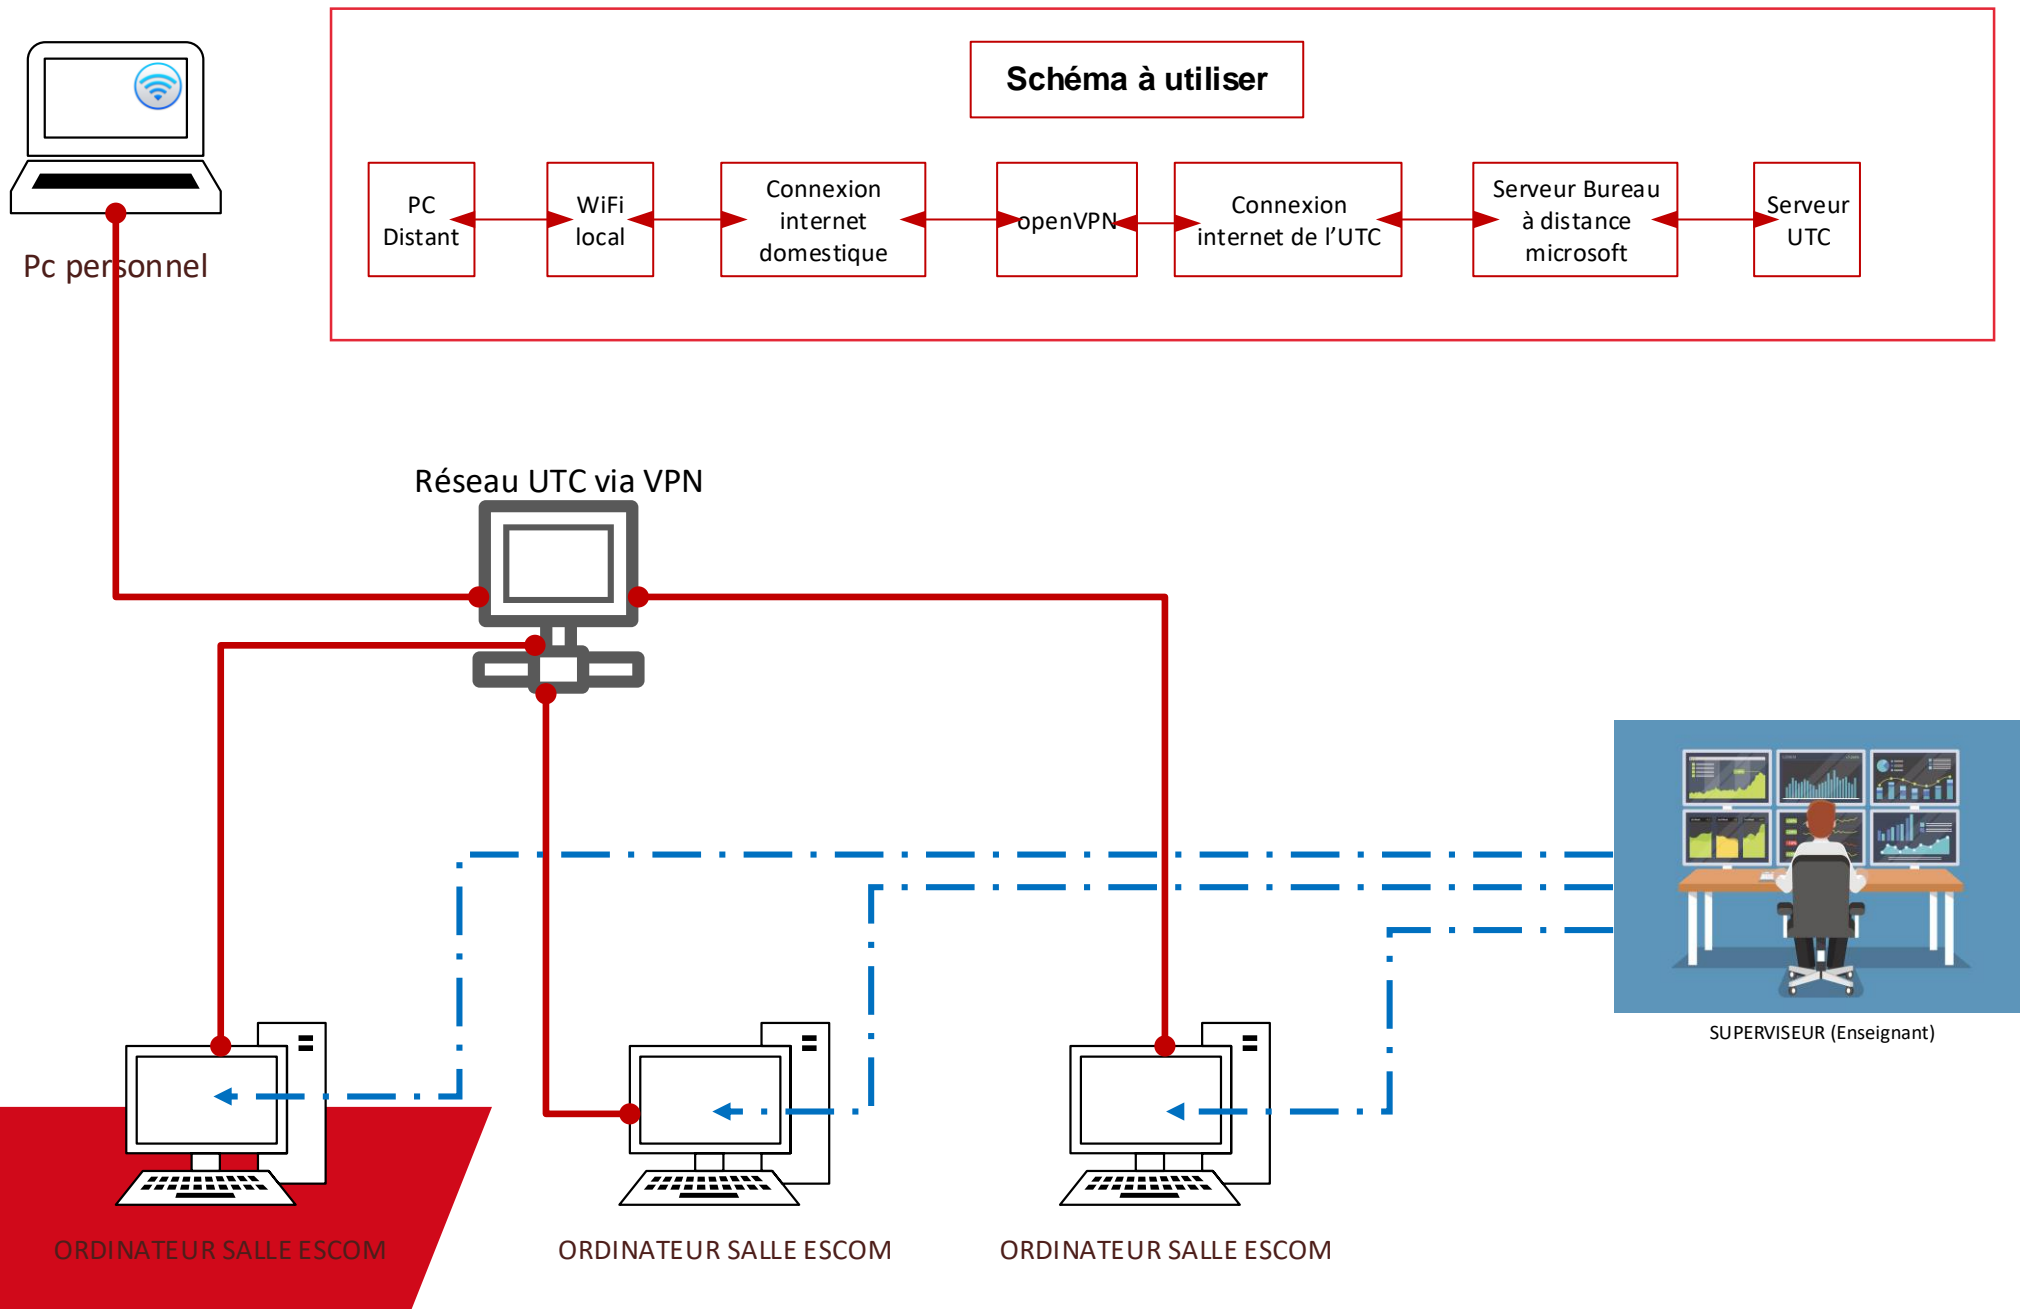 Schéma à utiliser
PC
Distant
WiFi
local
Connexion
internet
domestique
openVPN
Connexion
internet de l’UTC
Serveur Bureau
à distance
microsoft
Serveur
UTC
Pc personnel
Réseau UTC via VPN
SUPERVISEUR (Enseignant)
ORDINATEUR SALLE ESCOM
ORDINATEUR SALLE ESCOM
ORDINATEUR SALLE ESCOM